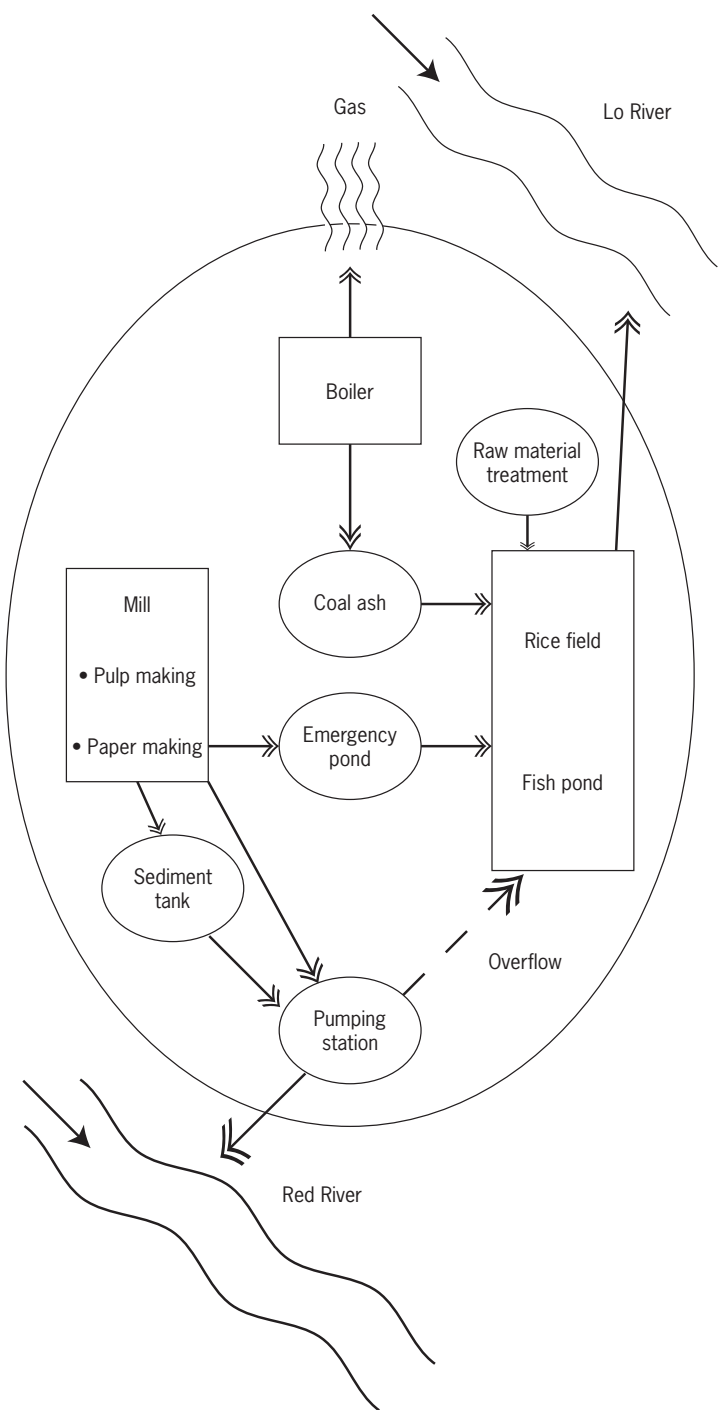 Gas
Lo River
Boiler
Raw material
treatment
Coal ash
Mill
• Pulp making
• Paper making
Rice field
Emergency
pond
Fish pond
Sediment
tank
Overflow
Pumping
station
Red River